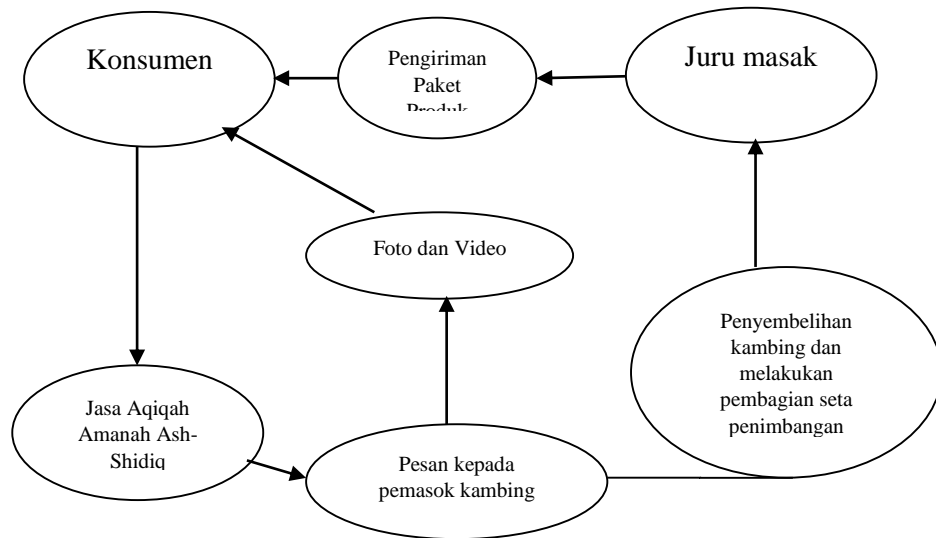 Konsumen
Pengiriman
Paket
Produk
Juru masak
Foto dan Video
Penyembelihan
kambing dan
melakukan
pembagian seta
penimbangan
Jasa Aqiqah
Amanah Ash-
Shidiq
Pesan kepada
pemasok kambing